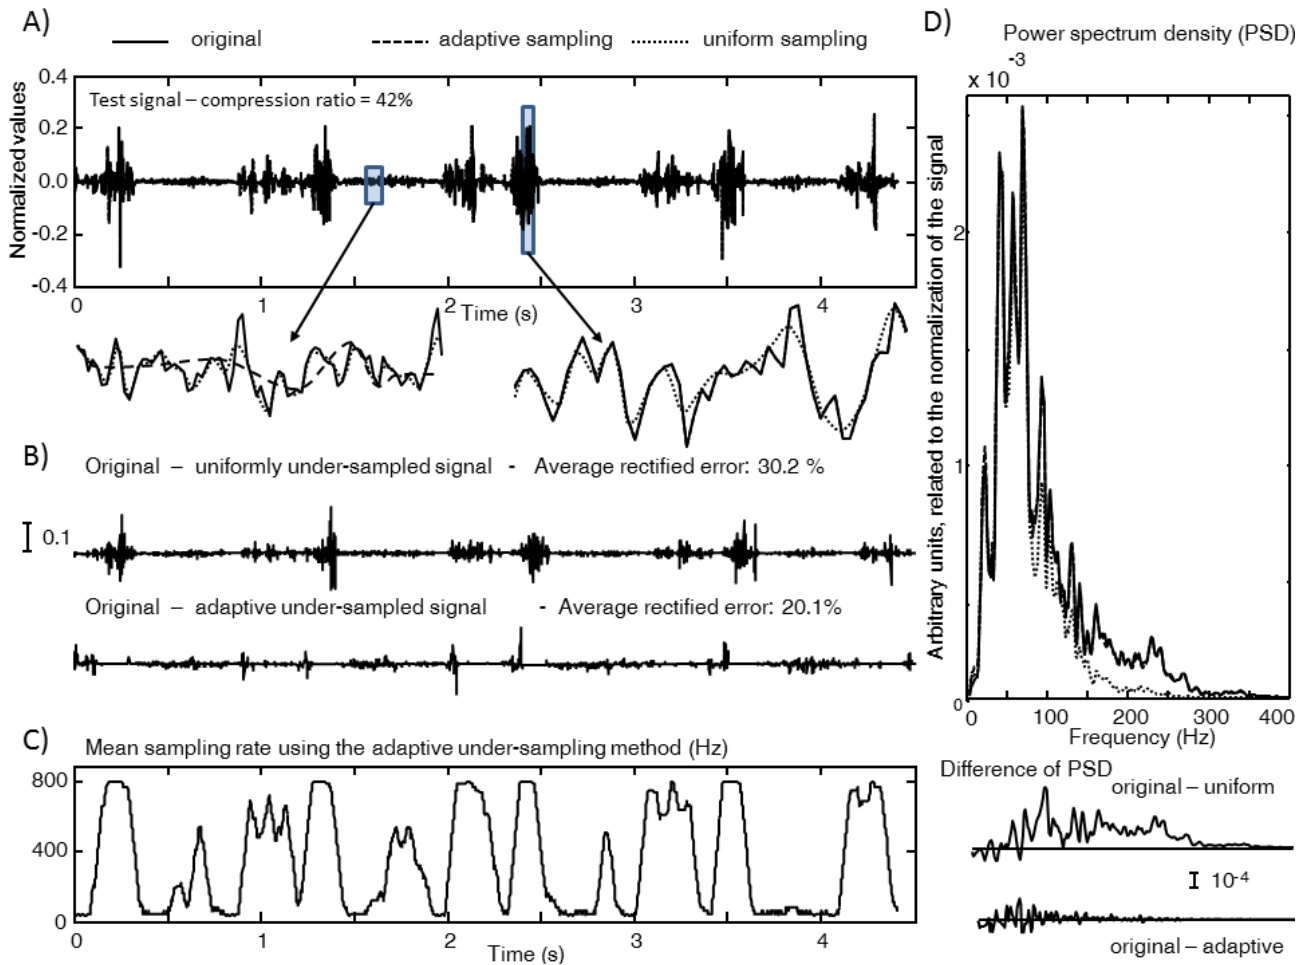 A)
original adaptive sampling uniform sampling
Test signal – compression ratio = 42%
Normalized values
0.4
0.2
0.0
-0.2
-0.4
0 1 2 3 4
Time (s)
B)
Original – uniformly under-sampled signal - Average rectified error: 30.2 %
0.1
Original – adaptive under-sampled signal - Average rectified error: 20.1%
C)
Mean sampling rate using the adaptive under-sampling method (Hz)
800
400
0
0 1 2 3 4
Time (s)
D)
Power spectrum density (PSD)
x 10 -3
Arbitrary units, related to the normalization of the signal
2
1
0
0 100 200 300 400
Frequency (Hz)
Difference of PSD
original – uniform
10-4
original – adaptive